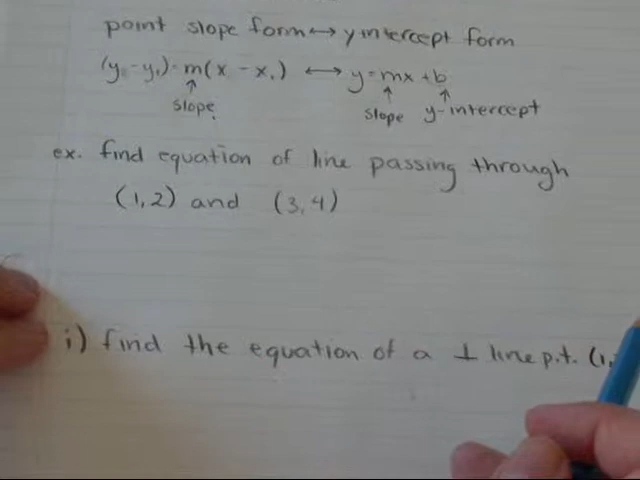 point slope form ↔ y intercept form
(y - y₁) = m(x - x₁) ↔ y = mx + b
↑ ↑ ↑
slope slope y-intercept
ex. find equation of line passing through
(1,2) and (3,4)
i) find the equation of a ⊥ line p.t. (1,